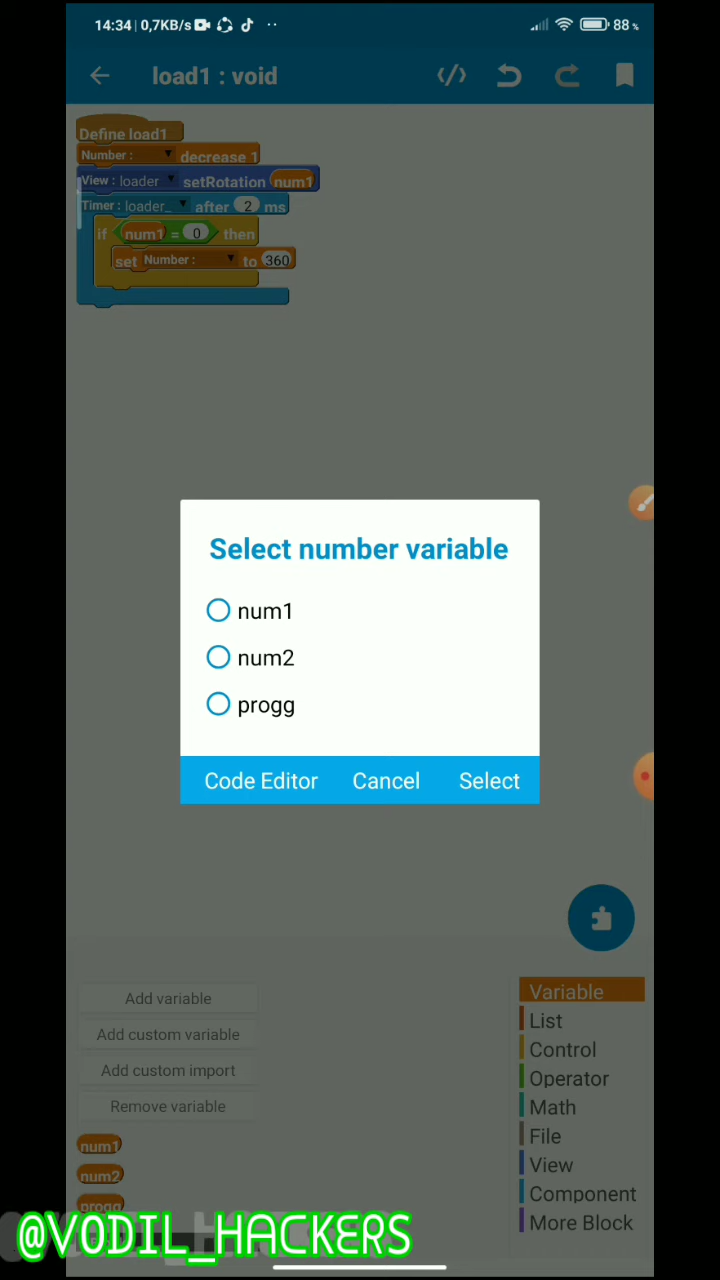 14:34 0,7KB/s 88 %
load1 : void
Define load1
Number : decrease 1
View : loader setRotation num1
Timer : loader_ after 2 ms
if num1 = 0 then
set Number : to 360
Select number variable
num1
num2
progg
Code Editor Cancel Select
Add variable
Add custom variable
Add custom import
Remove variable
num1
num2
progg
Variable
List
Control
Operator
Math
File
View
Component
More Block
@VODIL_HACKERS